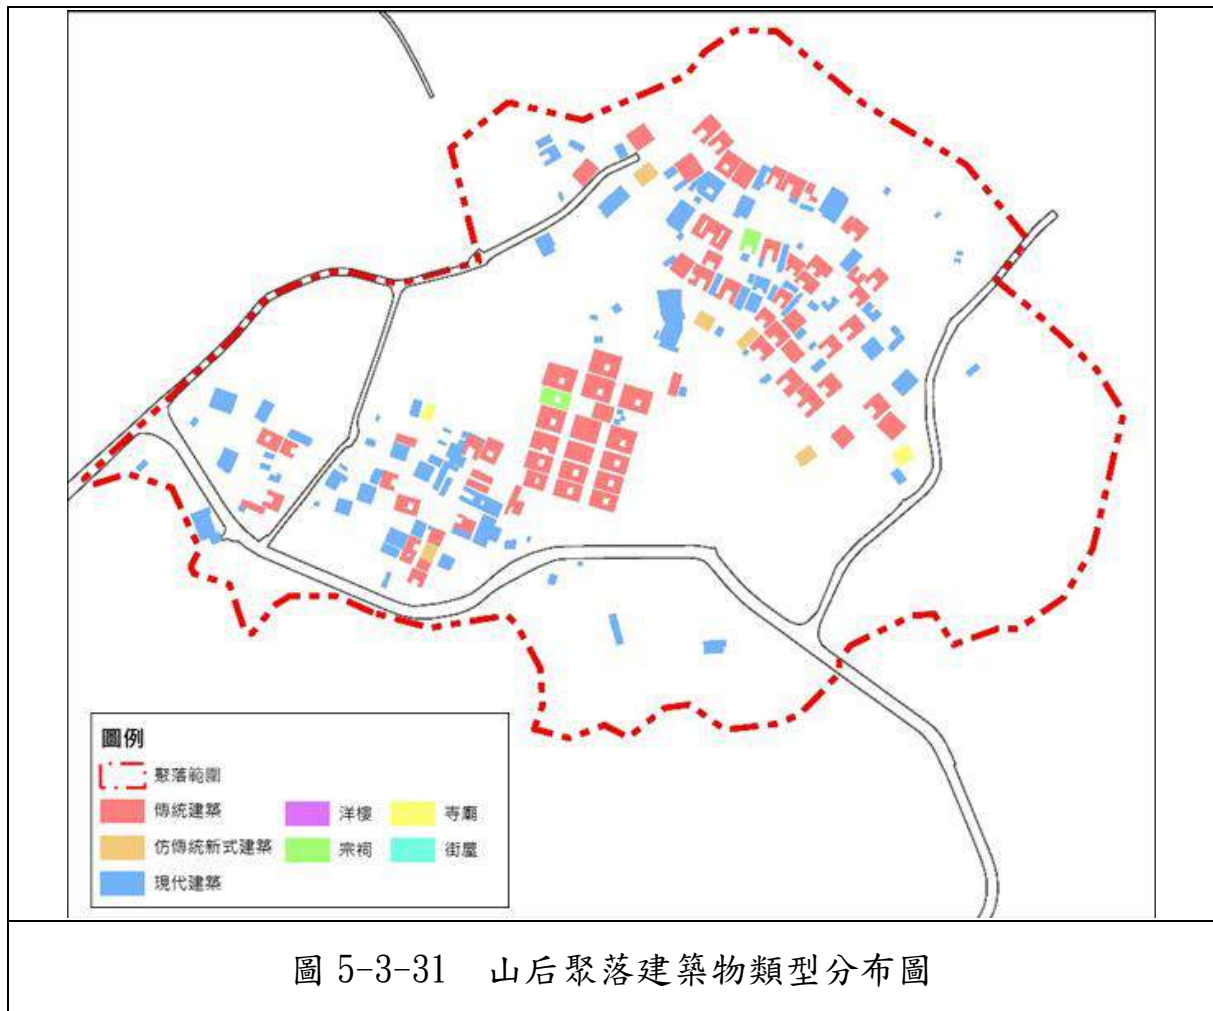 圖例
聚落範圍
傳統建築
洋樓
寺廟
仿傳統新式建築
宗祠
街屋
現代建築
圖 5-3-31 山后聚落建築物類型分布圖